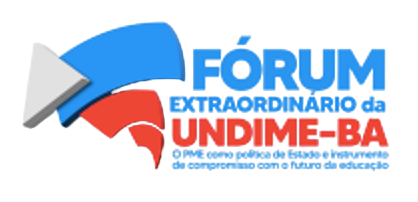 FÓRUM
EXTRAORDINÁRIO da
UNDIME-BA
O PME como política de Estado e instrumento
de compromisso com o futuro da educação